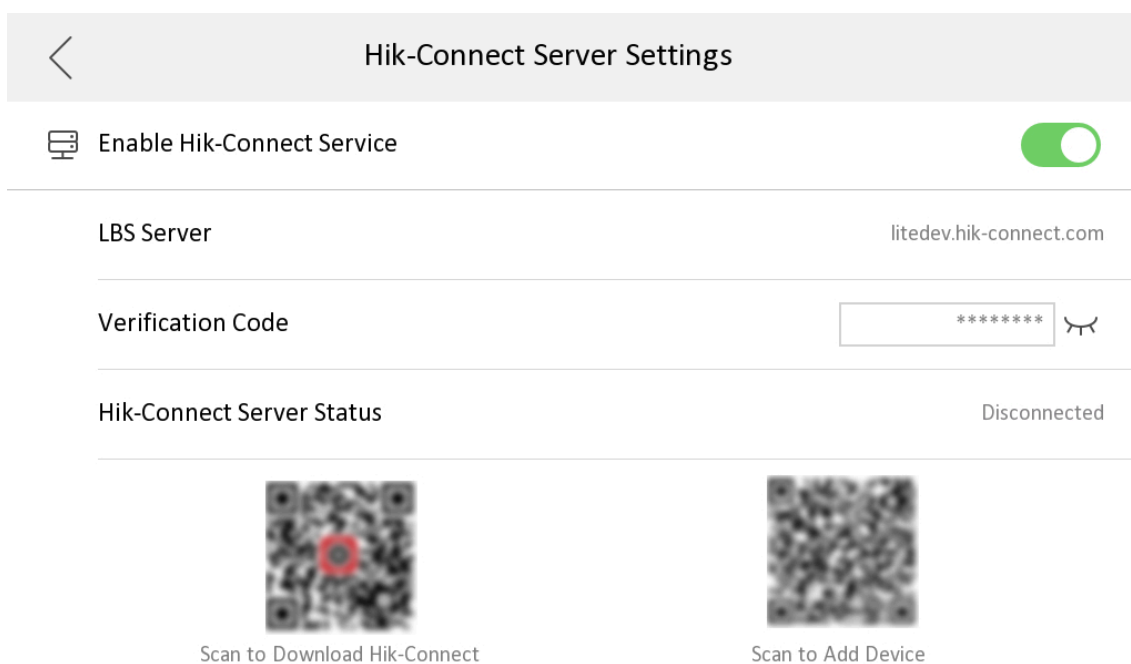 Hik-Connect Server Settings
Enable Hik-Connect Service
LBS Server litedev.hik-connect.com
Verification Code ********
Hik-Connect Server Status Disconnected
Scan to Download Hik-Connect Scan to Add Device